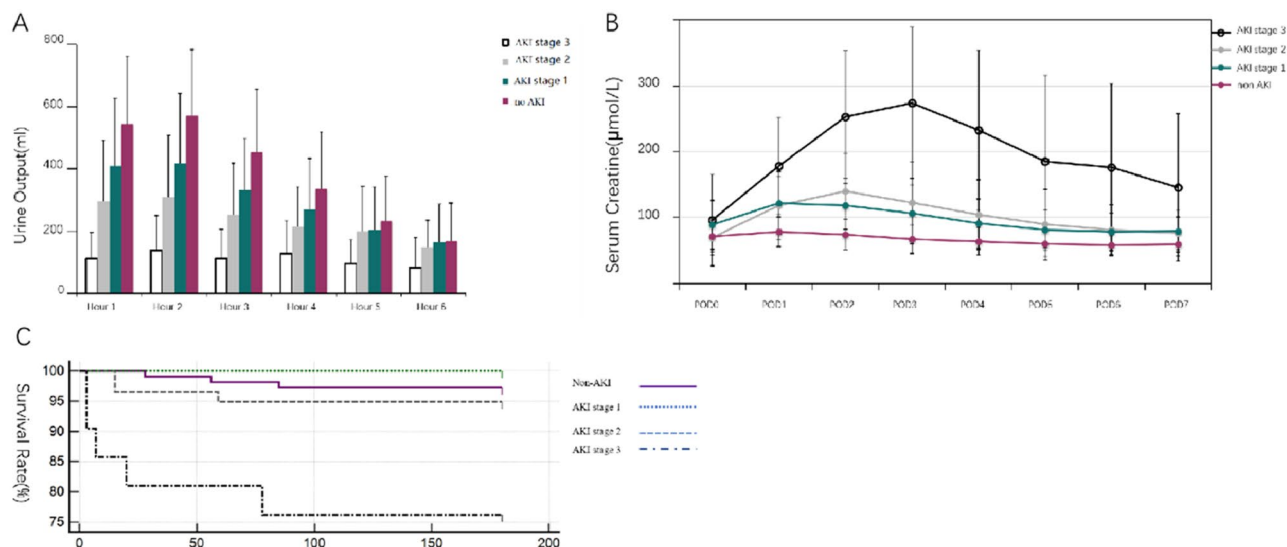 A
Urine Output(ml)
800
600
400
200
0
Hour 1
Hour 2
Hour 3
Hour 4
Hour 5
Hour 6
AKI stage 3
AKI stage 2
AKI stage 1
no AKI
B
Serum Creatine(µmol/L)
300
200
100
POD0
POD1
POD2
POD3
POD4
POD5
POD6
POD7
AKI stage 3
AKI stage 2
AKI stage 1
non AKI
C
Survival Rate(%)
100
95
90
85
80
75
0
50
100
150
200
Non-AKI
AKI stage 1
AKI stage 2
AKI stage 3